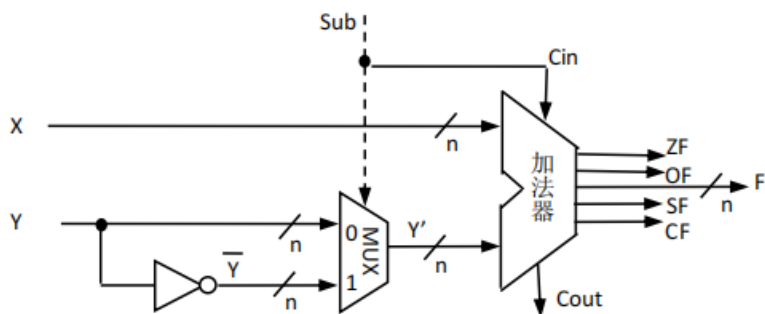 Sub
Cin
X
n
ZF
加法器
OF
F
n
SF
CF
Y
n
0
MUX
Y'
n
Y̅
n
1
Cout